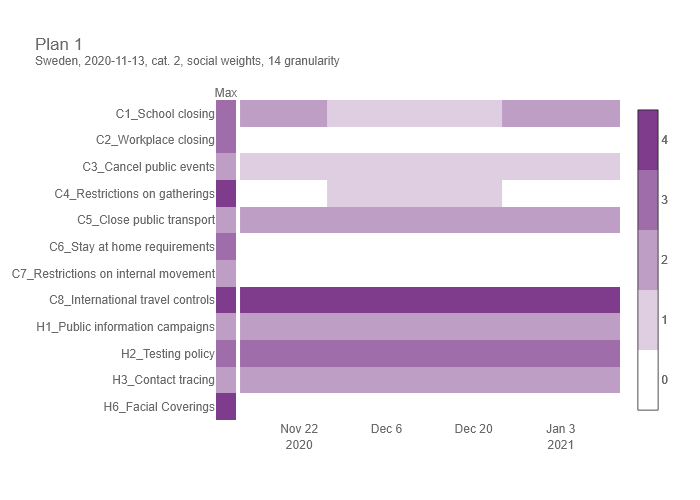 Plan 1
Sweden, 2020-11-13, cat. 2, social weights, 14 granularity
Max
C1_School closing
C2_Workplace closing
C3_Cancel public events
C4_Restrictions on gatherings
C5_Close public transport
C6_Stay at home requirements
C7_Restrictions on internal movement
C8_International travel controls
H1_Public information campaigns
H2_Testing policy
H3_Contact tracing
H6_Facial Coverings
4
3
2
1
0
Nov 22 Dec 6 Dec 20 Jan 3
2020 2021